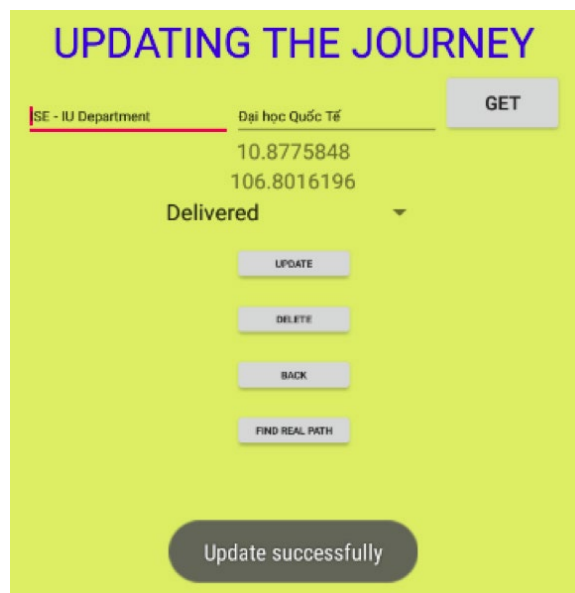 UPDATING THE JOURNEY
SE - IU Department
Đại học Quốc Tế
GET
10.8775848
106.8016196
Delivered
UPDATE
DELETE
BACK
FIND REAL PATH
Update successfully